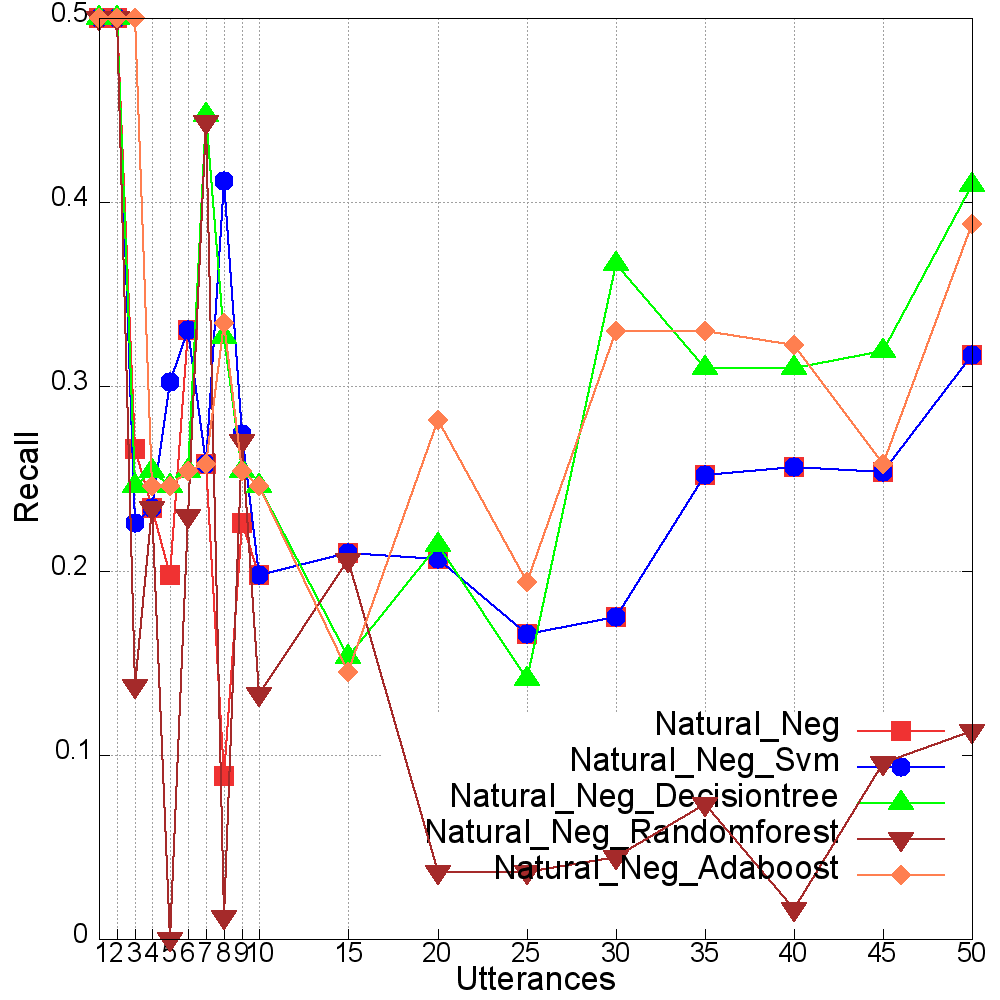 0.5
0.4
0.3
0.2
0.1
0
Recall
Natural_Neg
Natural_Neg_Svm
Natural_Neg_Decisiontree
Natural_Neg_Randomforest
Natural_Neg_Adaboost
1 2 3 4 5 6 7 8 9 10 15 20 25 30 35 40 45 50
Utterances